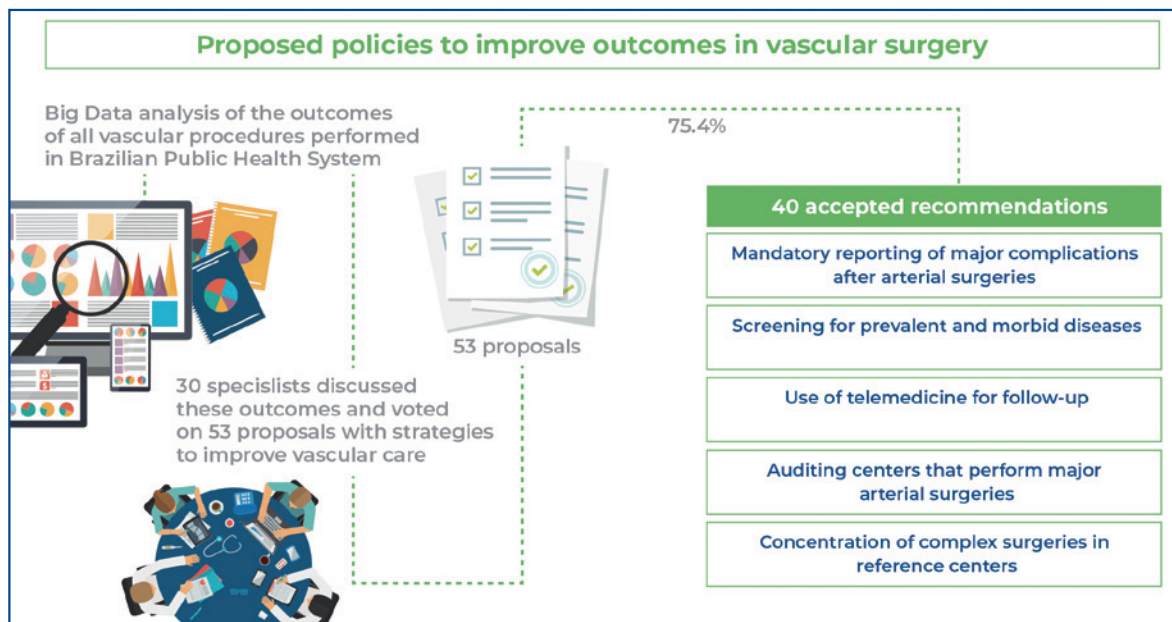 Proposed policies to improve outcomes in vascular surgery
Big Data analysis of the outcomes
of all vascular procedures performed
in Brazilian Public Health System
30 specislists discussed
these outcomes and voted
on 53 proposals with strategies
to improve vascular care
53 proposals
75.4%
40 accepted recommendations
Mandatory reporting of major complications
after arterial surgeries
Screening for prevalent and morbid diseases
Use of telemedicine for follow-up
Auditing centers that perform major
arterial surgeries
Concentration of complex surgeries in
reference centers